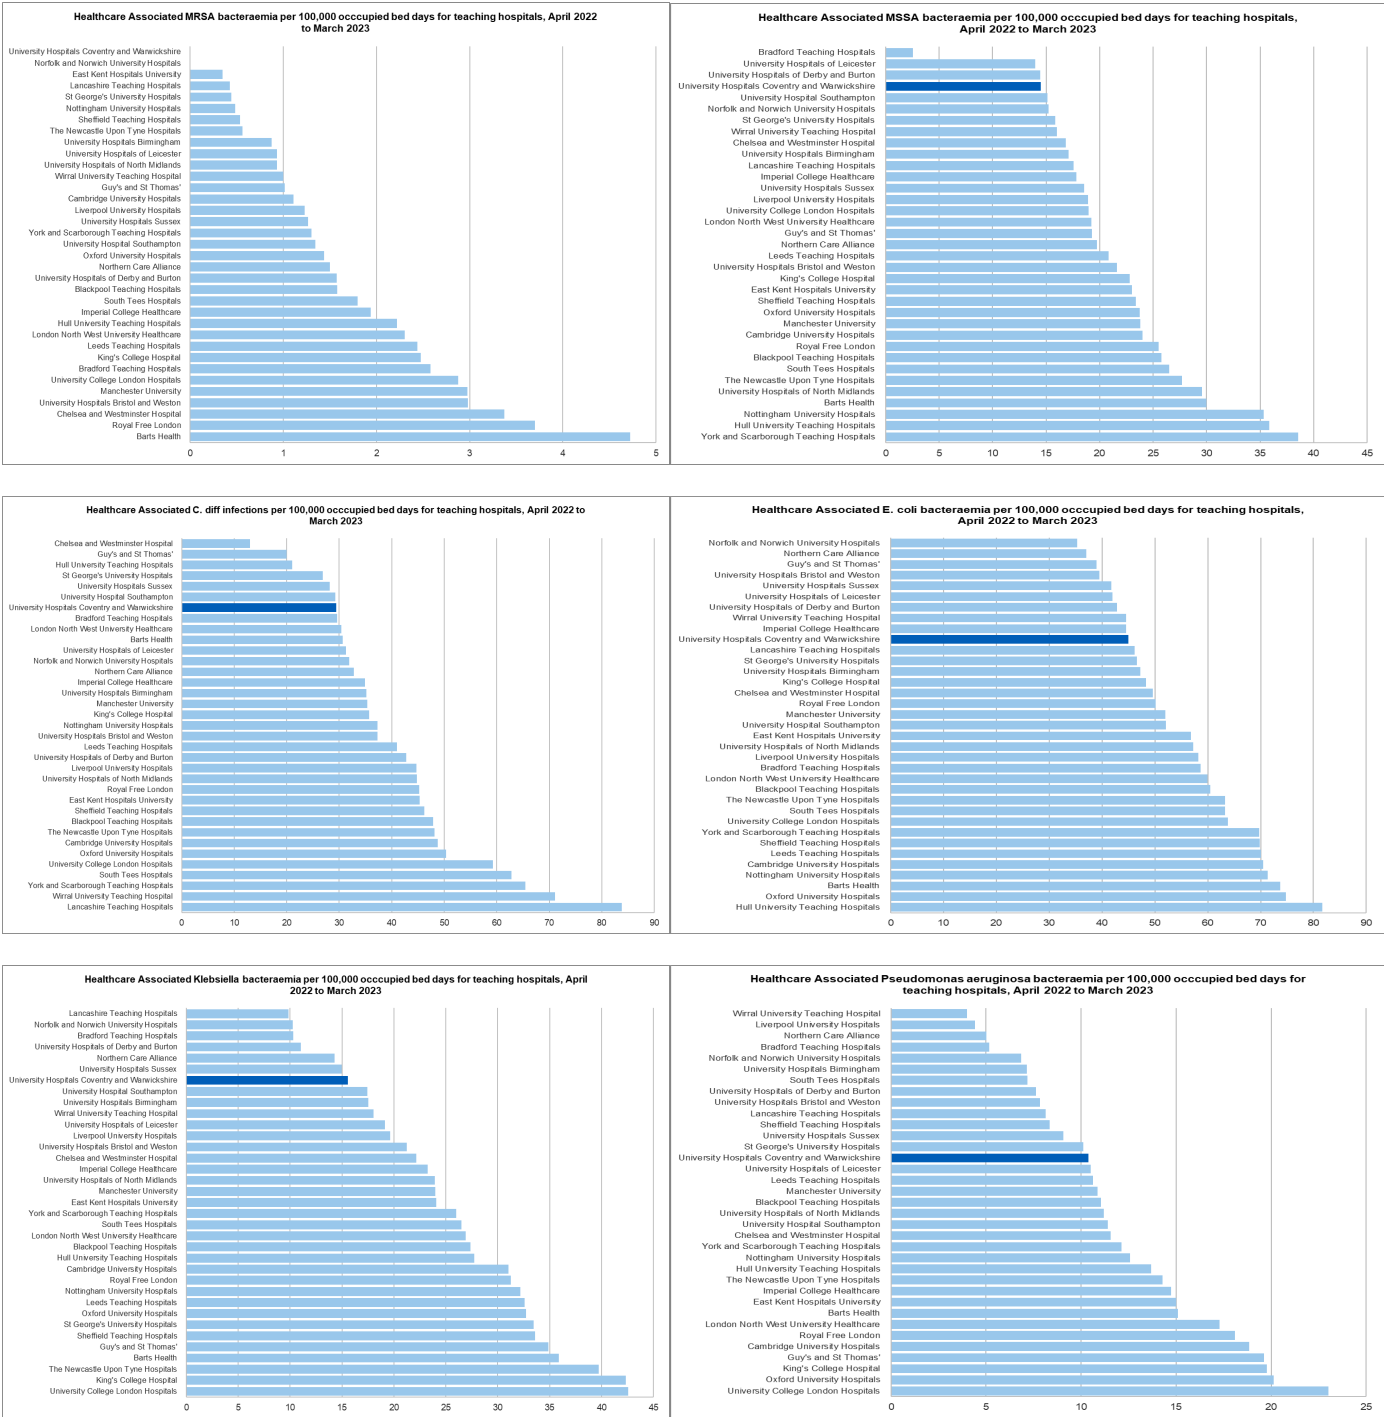 Healthcare Associated MRSA bacteraemia per 100,000 occcupied bed days for teaching hospitals, April 2022
to March 2023
University Hospitals Coventry and Warwickshire
Norfolk and Norwich University Hospitals
East Kent Hospitals University
Lancashire Teaching Hospitals
St George's University Hospitals
Nottingham University Hospitals
Sheffield Teaching Hospitals
The Newcastle Upon Tyne Hospitals
University Hospitals Birmingham
University Hospitals of Leicester
University Hospitals of North Midlands
Wirral University Teaching Hospital
Guy's and St Thomas'
Cambridge University Hospitals
Liverpool University Hospitals
University Hospitals Sussex
York and Scarborough Teaching Hospitals
University Hospital Southampton
Oxford University Hospitals
Northern Care Alliance
University Hospitals of Derby and Burton
Blackpool Teaching Hospitals
South Tees Hospitals
Imperial College Healthcare
Hull University Teaching Hospitals
London North West University Healthcare
Leeds Teaching Hospitals
King's College Hospital
Bradford Teaching Hospitals
University College London Hospitals
Manchester University
University Hospitals Bristol and Weston
Chelsea and Westminster Hospital
Royal Free London
Barts Health
0 1 2 3 4 5
Healthcare Associated MSSA bacteraemia per 100,000 occcupied bed days for teaching hospitals,
April 2022 to March 2023
Bradford Teaching Hospitals
University Hospitals of Leicester
University Hospitals of Derby and Burton
University Hospitals Coventry and Warwickshire
University Hospital Southampton
Norfolk and Norwich University Hospitals
St George's University Hospitals
Wirral University Teaching Hospital
Chelsea and Westminster Hospital
University Hospitals Birmingham
Lancashire Teaching Hospitals
Imperial College Healthcare
University Hospitals Sussex
Liverpool University Hospitals
University College London Hospitals
London North West University Healthcare
Guy's and St Thomas'
Northern Care Alliance
Leeds Teaching Hospitals
University Hospitals Bristol and Weston
King's College Hospital
East Kent Hospitals University
Sheffield Teaching Hospitals
Oxford University Hospitals
Manchester University
Cambridge University Hospitals
Royal Free London
Blackpool Teaching Hospitals
South Tees Hospitals
The Newcastle Upon Tyne Hospitals
University Hospitals of North Midlands
Barts Health
Nottingham University Hospitals
Hull University Teaching Hospitals
York and Scarborough Teaching Hospitals
0 5 10 15 20 25 30 35 40 45
Healthcare Associated C. diff infections per 100,000 occcupied bed days for teaching hospitals, April 2022 to
March 2023
Chelsea and Westminster Hospital
Guy's and St Thomas'
Hull University Teaching Hospitals
St George's University Hospitals
University Hospitals Sussex
University Hospital Southampton
University Hospitals Coventry and Warwickshire
Bradford Teaching Hospitals
London North West University Healthcare
Barts Health
University Hospitals of Leicester
Norfolk and Norwich University Hospitals
Northern Care Alliance
Imperial College Healthcare
University Hospitals Birmingham
Manchester University
King's College Hospital
Nottingham University Hospitals
University Hospitals Bristol and Weston
Leeds Teaching Hospitals
University Hospitals of Derby and Burton
Liverpool University Hospitals
University Hospitals of North Midlands
Royal Free London
East Kent Hospitals University
Sheffield Teaching Hospitals
Blackpool Teaching Hospitals
The Newcastle Upon Tyne Hospitals
Cambridge University Hospitals
Oxford University Hospitals
University College London Hospitals
South Tees Hospitals
York and Scarborough Teaching Hospitals
Wirral University Teaching Hospital
Lancashire Teaching Hospitals
0 10 20 30 40 50 60 70 80 90
Healthcare Associated E. coli bacteraemia per 100,000 occcupied bed days for teaching hospitals,
April 2022 to March 2023
Norfolk and Norwich University Hospitals
Northern Care Alliance
Guy's and St Thomas'
University Hospitals Bristol and Weston
University Hospitals Sussex
University Hospitals of Leicester
University Hospitals of Derby and Burton
Wirral University Teaching Hospital
Imperial College Healthcare
University Hospitals Coventry and Warwickshire
Lancashire Teaching Hospitals
St George's University Hospitals
University Hospitals Birmingham
King's College Hospital
Chelsea and Westminster Hospital
Royal Free London
Manchester University
University Hospital Southampton
East Kent Hospitals University
University Hospitals of North Midlands
Liverpool University Hospitals
Bradford Teaching Hospitals
London North West University Healthcare
Blackpool Teaching Hospitals
The Newcastle Upon Tyne Hospitals
South Tees Hospitals
University College London Hospitals
York and Scarborough Teaching Hospitals
Sheffield Teaching Hospitals
Leeds Teaching Hospitals
Cambridge University Hospitals
Nottingham University Hospitals
Barts Health
Oxford University Hospitals
Hull University Teaching Hospitals
0 10 20 30 40 50 60 70 80 90
Healthcare Associated Klebsiella bacteraemia per 100,000 occcupied bed days for teaching hospitals, April
2022 to March 2023
Lancashire Teaching Hospitals
Norfolk and Norwich University Hospitals
Bradford Teaching Hospitals
University Hospitals of Derby and Burton
Northern Care Alliance
University Hospitals Sussex
University Hospitals Coventry and Warwickshire
University Hospital Southampton
University Hospitals Birmingham
Wirral University Teaching Hospital
University Hospitals of Leicester
Liverpool University Hospitals
University Hospitals Bristol and Weston
Chelsea and Westminster Hospital
Imperial College Healthcare
University Hospitals of North Midlands
Manchester University
East Kent Hospitals University
York and Scarborough Teaching Hospitals
South Tees Hospitals
London North West University Healthcare
Blackpool Teaching Hospitals
Hull University Teaching Hospitals
Cambridge University Hospitals
Royal Free London
Nottingham University Hospitals
Leeds Teaching Hospitals
Oxford University Hospitals
St George's University Hospitals
Sheffield Teaching Hospitals
Guy's and St Thomas'
Barts Health
The Newcastle Upon Tyne Hospitals
King's College Hospital
University College London Hospitals
0 5 10 15 20 25 30 35 40 45
Healthcare Associated Pseudomonas aeruginosa bacteraemia per 100,000 occcupied bed days for
teaching hospitals, April 2022 to March 2023
Wirral University Teaching Hospital
Liverpool University Hospitals
Northern Care Alliance
Bradford Teaching Hospitals
Norfolk and Norwich University Hospitals
University Hospitals Birmingham
South Tees Hospitals
University Hospitals of Derby and Burton
University Hospitals Bristol and Weston
Lancashire Teaching Hospitals
Sheffield Teaching Hospitals
University Hospitals Sussex
St George's University Hospitals
University Hospitals Coventry and Warwickshire
University Hospitals of Leicester
Leeds Teaching Hospitals
Manchester University
Blackpool Teaching Hospitals
University Hospitals of North Midlands
University Hospital Southampton
Chelsea and Westminster Hospital
York and Scarborough Teaching Hospitals
Nottingham University Hospitals
Hull University Teaching Hospitals
The Newcastle Upon Tyne Hospitals
Imperial College Healthcare
East Kent Hospitals University
Barts Health
London North West University Healthcare
Royal Free London
Cambridge University Hospitals
Guy's and St Thomas'
King's College Hospital
Oxford University Hospitals
University College London Hospitals
0 5 10 15 20 25